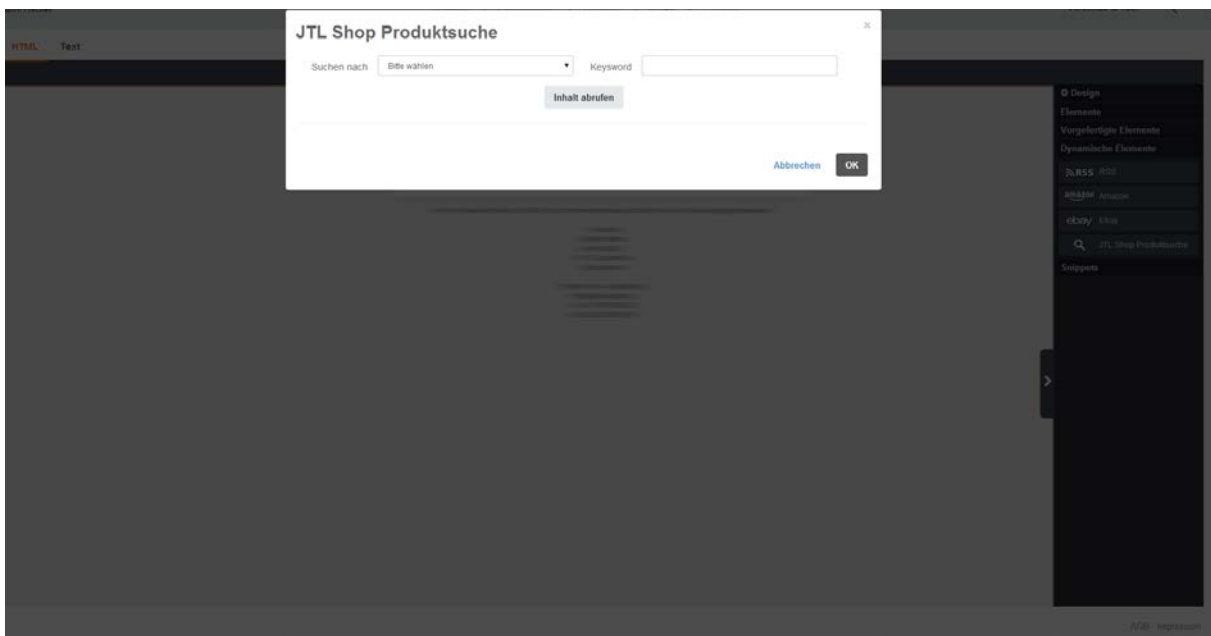 JTL Shop Produktsuche
×
Suchen nach Bitte wählen Keysword
Inhalt abrufen
Abbrechen OK
HTML Text
Design
Elemente
Vorgefertigte Elemente
Dynamische Elemente
RSS RSS
amazon Amazon
ebay Ebay
JTL Shop Produktsuche
Snippets
AGB Impressum